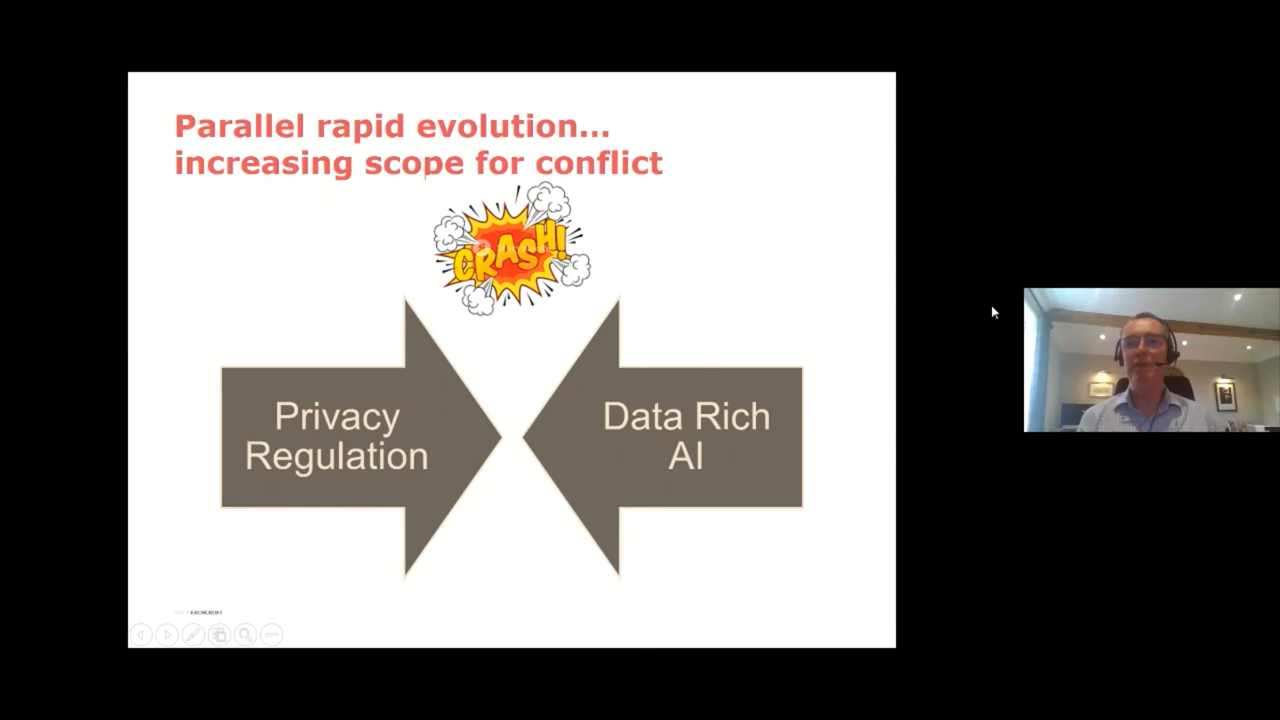 Parallel rapid evolution...
increasing scope for conflict
CRASH!
Privacy
Regulation
Data Rich
AI